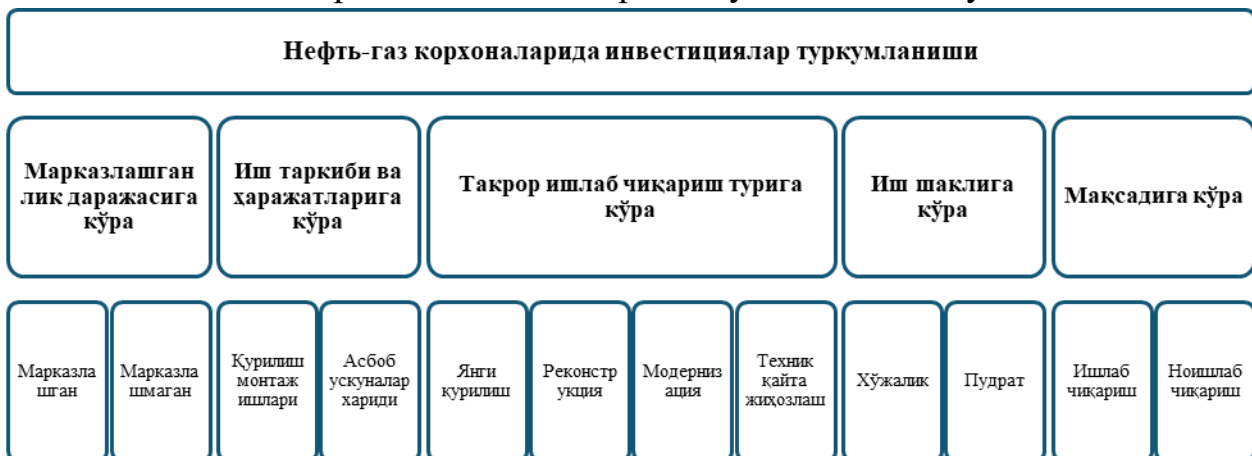 Нефть-газ корхоналарида инвестициялар туркумланиши
Марказлашган
лик даражасига
кўра
Иш таркиби ва
ҳаражатларига
кўра
Такрор ишлаб чиқариш турига
кўра
Иш шаклига
кўра
Мақсадига кўра
Марказла
шган
Марказла
шмаган
Қурилиш
монтаж
ишлари
Асбоб
ускуналар
хариди
Янги
қурилиш
Реконстр
укция
Модерниз
ация
Техник
қайта
жиҳозлаш
Хўжалик
Пудрат
Ишлаб
чиқариш
Ноишлаб
чиқариш